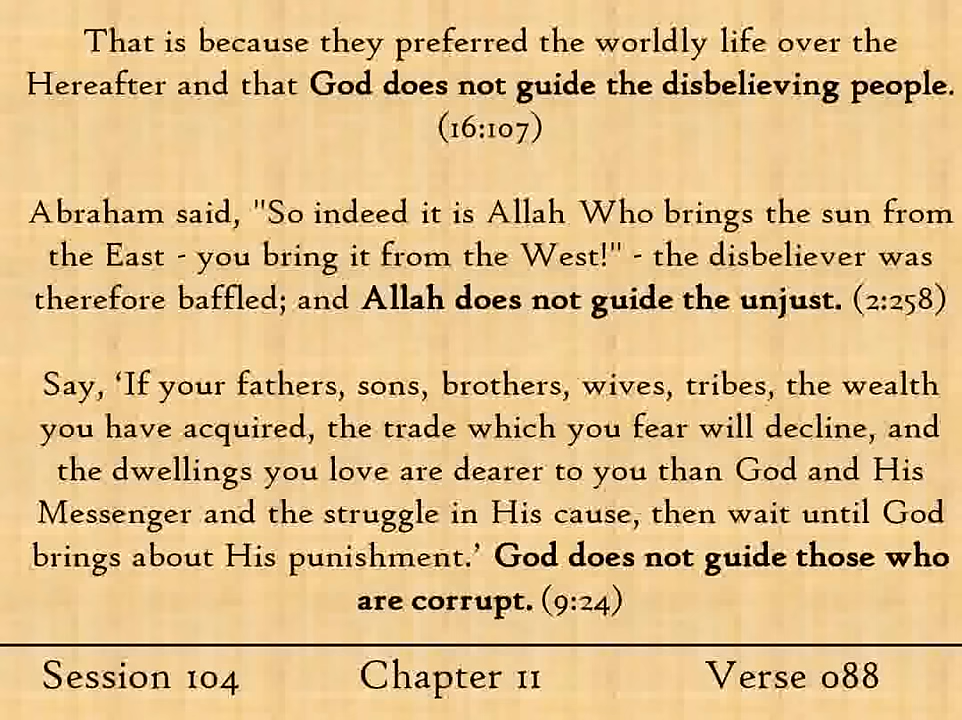 That is because they preferred the worldly life over the
Hereafter and that God does not guide the disbelieving people.
(16:107)
Abraham said, "So indeed it is Allah Who brings the sun from
the East - you bring it from the West!" - the disbeliever was
therefore baffled; and Allah does not guide the unjust. (2:258)
Say, ‘If your fathers, sons, brothers, wives, tribes, the wealth
you have acquired, the trade which you fear will decline, and
the dwellings you love are dearer to you than God and His
Messenger and the struggle in His cause, then wait until God
brings about His punishment.’ God does not guide those who
are corrupt. (9:24)
Session 104 Chapter 11 Verse 088